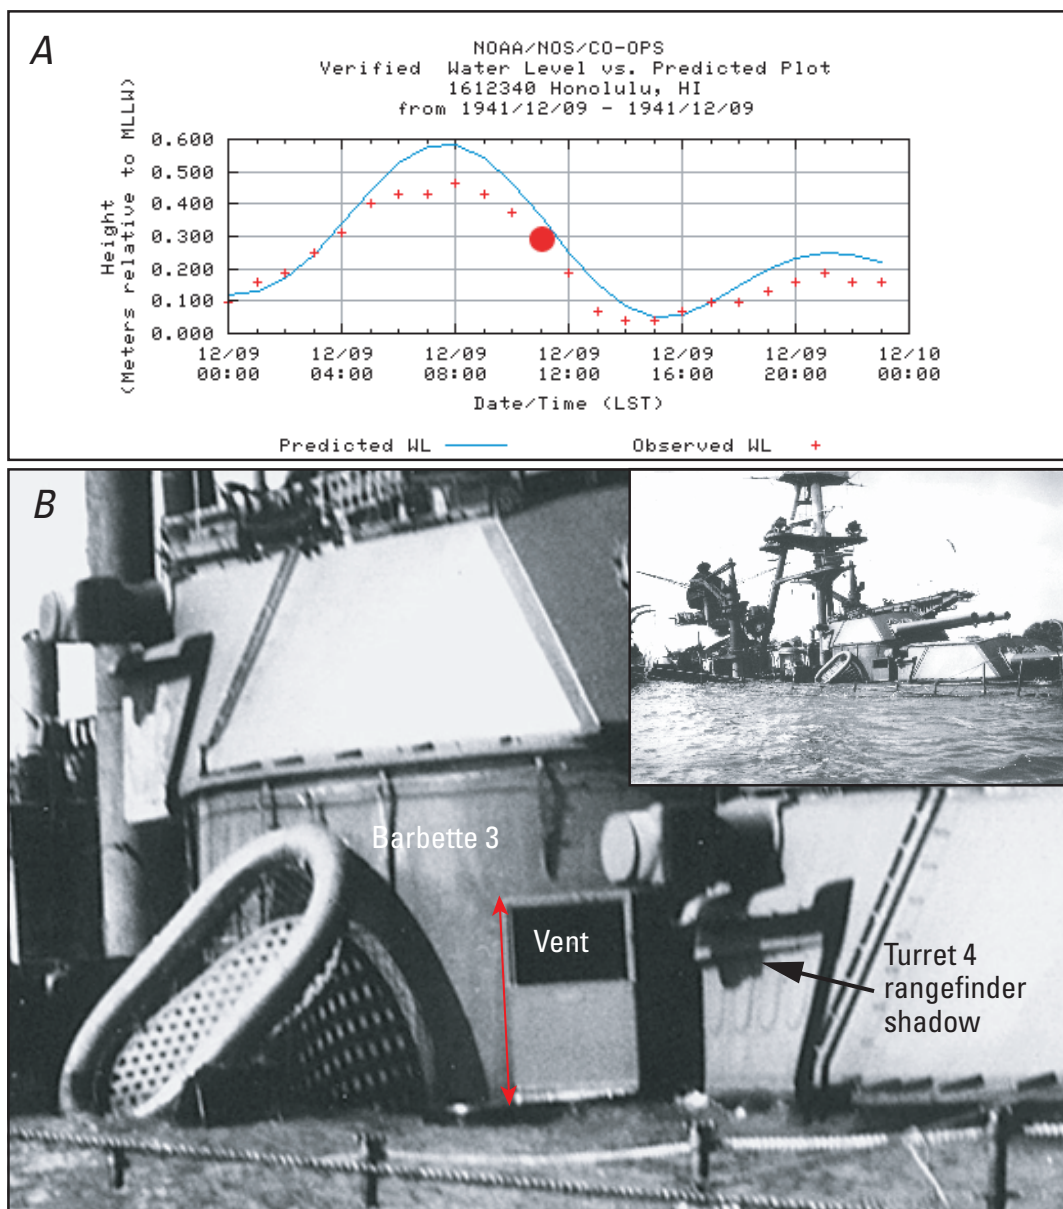 A
NOAA/NOS/CO-OPS
Verified Water Level vs. Predicted Plot
1612340 Honolulu, HI
from 1941/12/09 - 1941/12/09
Height
(Meters relative to MLLW)
0.600
0.500
0.400
0.300
0.200
0.100
0.000
12/09 12/09 12/09 12/09 12/09 12/09 12/10
00:00 04:00 08:00 12:00 16:00 20:00 00:00
Date/Time (LST)
Predicted WL Observed WL +
B
Barbette 3
Vent
Turret 4
rangefinder
shadow